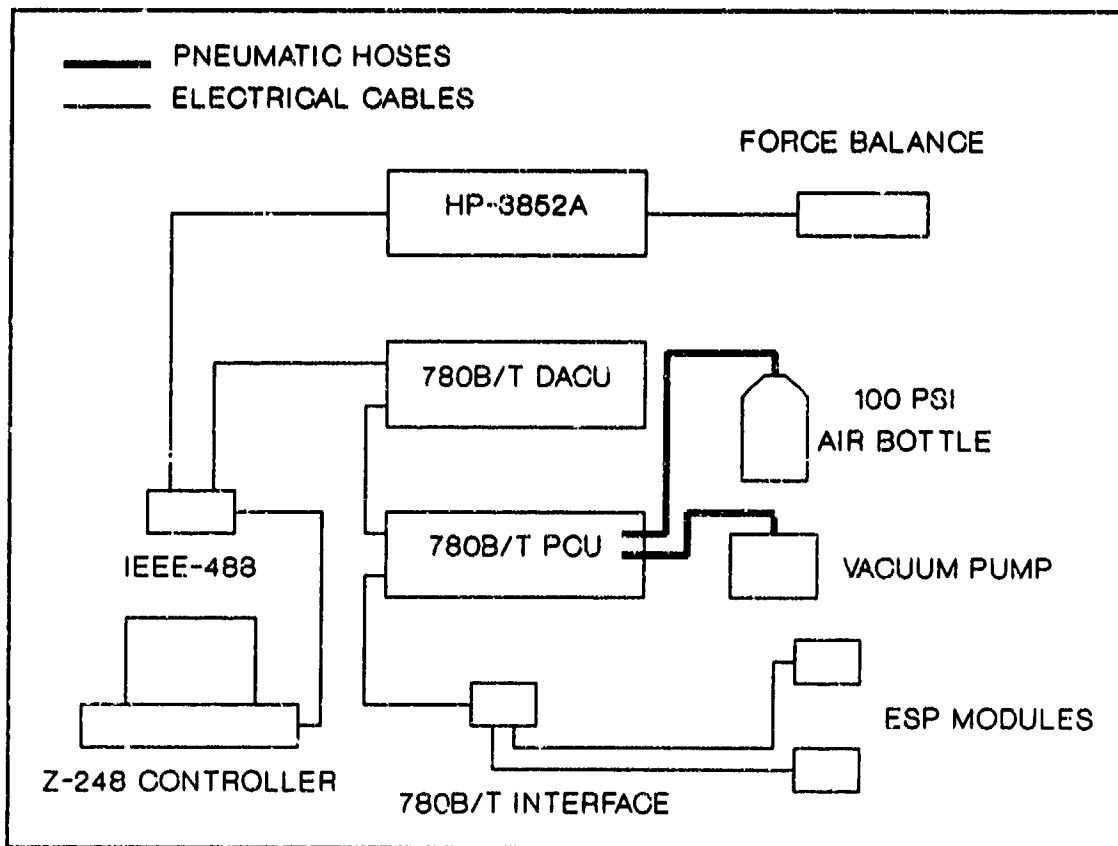 PNEUMATIC HOSES
ELECTRICAL CABLES
FORCE BALANCE
HP-3852A
780B/T DACU
100 PSI
AIR BOTTLE
780B/T PCU
IEEE-488
VACUUM PUMP
ESP MODULES
Z-248 CONTROLLER
780B/T INTERFACE